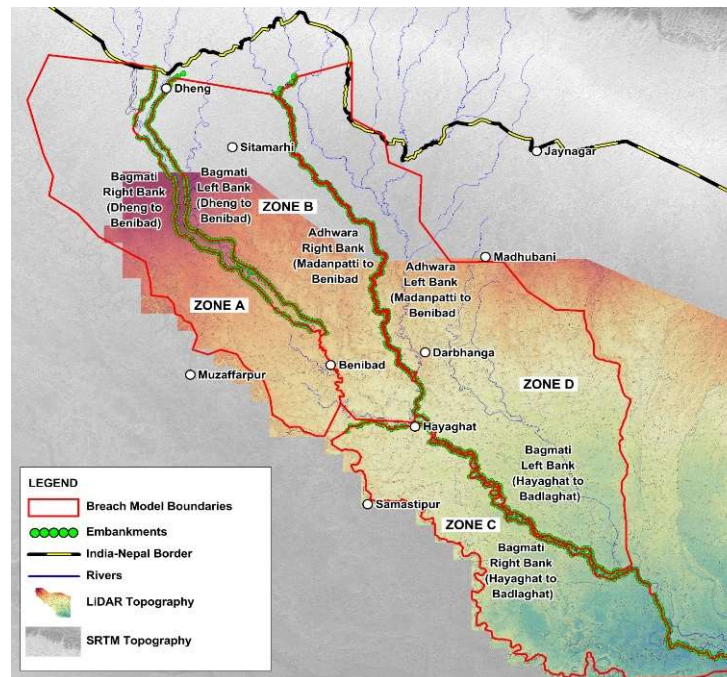 Dheng
Sitamarhi
Jaynagar
Bagmati
Right Bank
(Dheng to
Benibad)
Bagmati
Left Bank
(Dheng to
Benibad)
ZONE B
Adhwara
Right Bank
(Madanpatti to
Benibad
Madhubani
Adhwara
Left Bank
(Madanpatti to
Benibad
ZONE A
Darbhanga
Benibad
Muzaffarpur
ZONE D
Hayaghat
Bagmati
Left Bank
(Hayaghat to
Badlaghat)
Samastipur
ZONE C
Bagmati
Right Bank
(Hayaghat to
Badlaghat)
LEGEND
Breach Model Boundaries
Embankments
India-Nepal Border
Rivers
LiDAR Topography
SRTM Topography